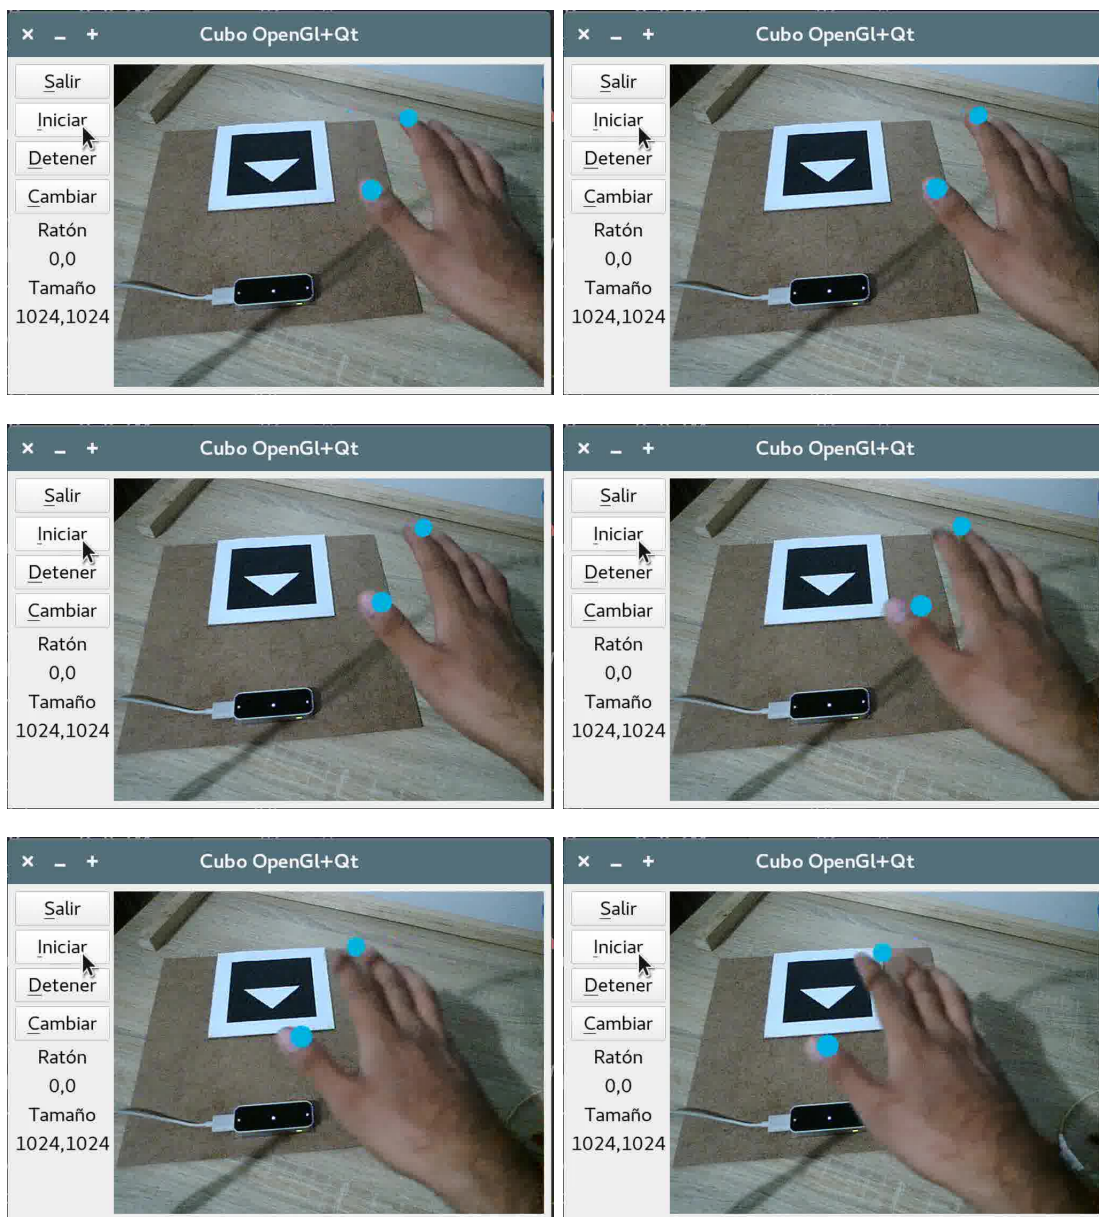 Cubo OpenGl+Qt
Salir
Iniciar
Detener
Cambiar
Ratón
0,0
Tamaño
1024,1024
Cubo OpenGl+Qt
Salir
Iniciar
Detener
Cambiar
Ratón
0,0
Tamaño
1024,1024
Cubo OpenGl+Qt
Salir
Iniciar
Detener
Cambiar
Ratón
0,0
Tamaño
1024,1024
Cubo OpenGl+Qt
Salir
Iniciar
Detener
Cambiar
Ratón
0,0
Tamaño
1024,1024
Cubo OpenGl+Qt
Salir
Iniciar
Detener
Cambiar
Ratón
0,0
Tamaño
1024,1024
Cubo OpenGl+Qt
Salir
Iniciar
Detener
Cambiar
Ratón
0,0
Tamaño
1024,1024